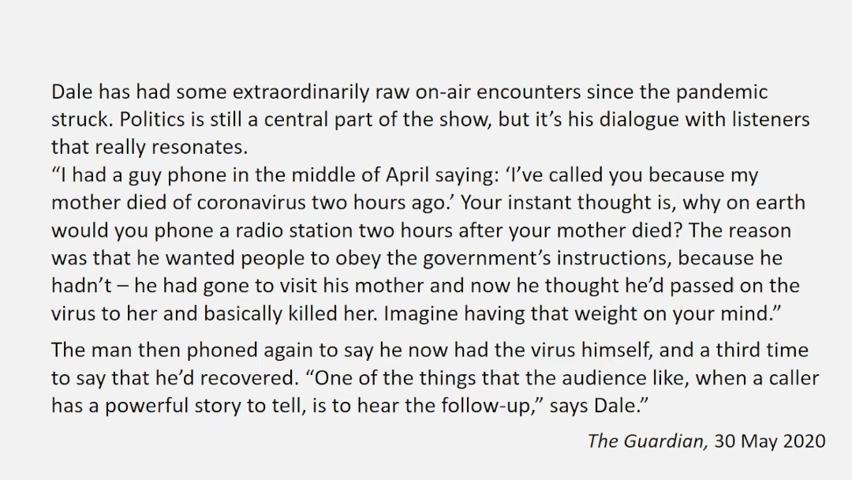 Dale has had some extraordinarily raw on-air encounters since the pandemic
struck. Politics is still a central part of the show, but it’s his dialogue with listeners
that really resonates.
“I had a guy phone in the middle of April saying: ‘I’ve called you because my
mother died of coronavirus two hours ago.’ Your instant thought is, why on earth
would you phone a radio station two hours after your mother died? The reason
was that he wanted people to obey the government’s instructions, because he
hadn’t – he had gone to visit his mother and now he thought he’d passed on the
virus to her and basically killed her. Imagine having that weight on your mind.”
The man then phoned again to say he now had the virus himself, and a third time
to say that he’d recovered. “One of the things that the audience like, when a caller
has a powerful story to tell, is to hear the follow-up,” says Dale.”
The Guardian, 30 May 2020